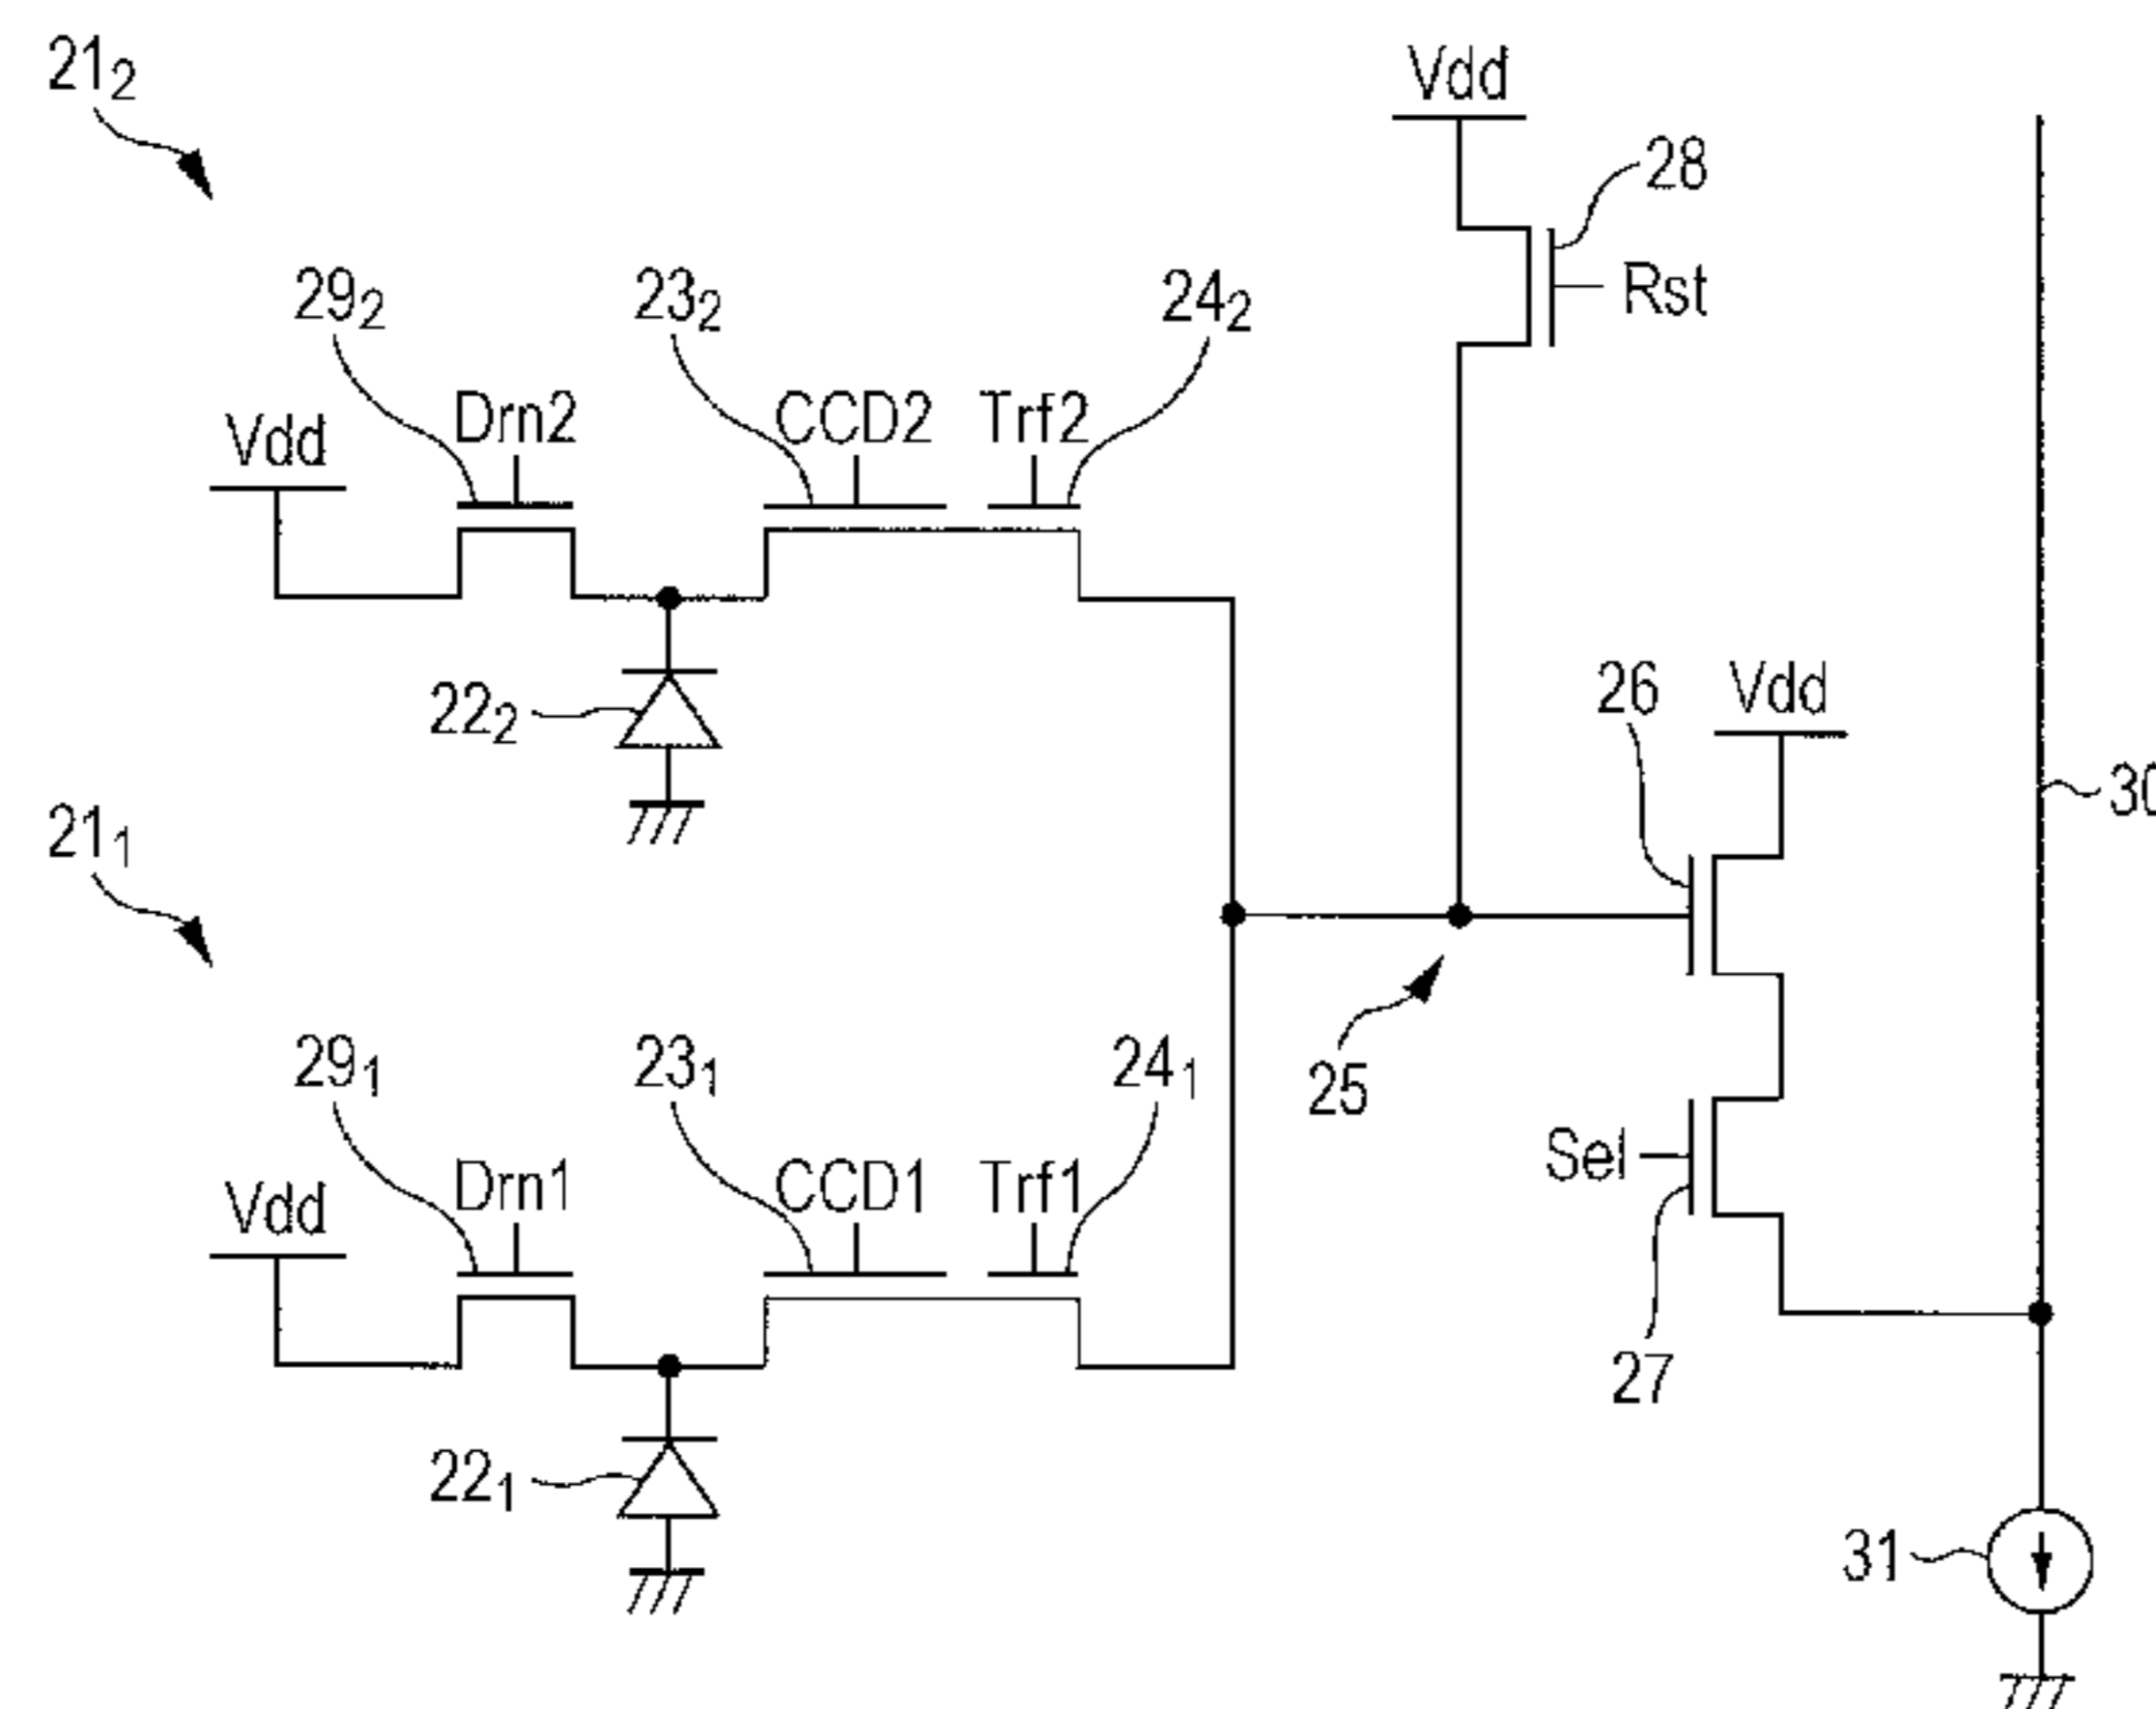 21₂
Vdd
28
Rst
29₂
23₂
24₂
Drn2
CCD2
Trf2
Vdd
22₂
26
Vdd
30
21₁
25
29₁
23₁
24₁
Drn1
CCD1
Trf1
Vdd
Sel
27
22₁
31